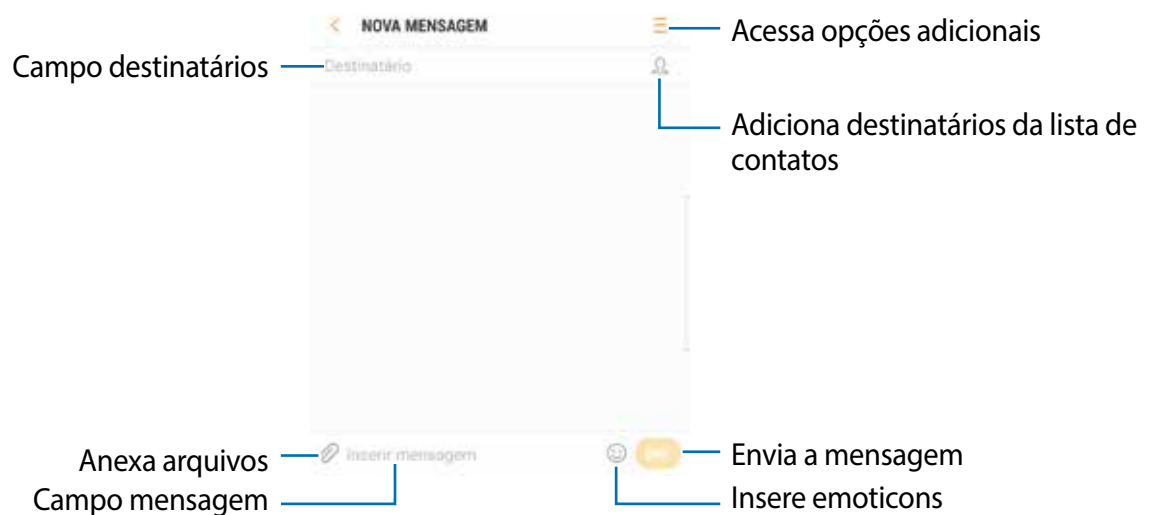 NOVA MENSAGEM
Acessa opções adicionais
Campo destinatários
Destinatário
Adiciona destinatários da lista de
contatos
Anexa arquivos
Inserir mensagem
Envia a mensagem
Campo mensagem
Insere emoticons